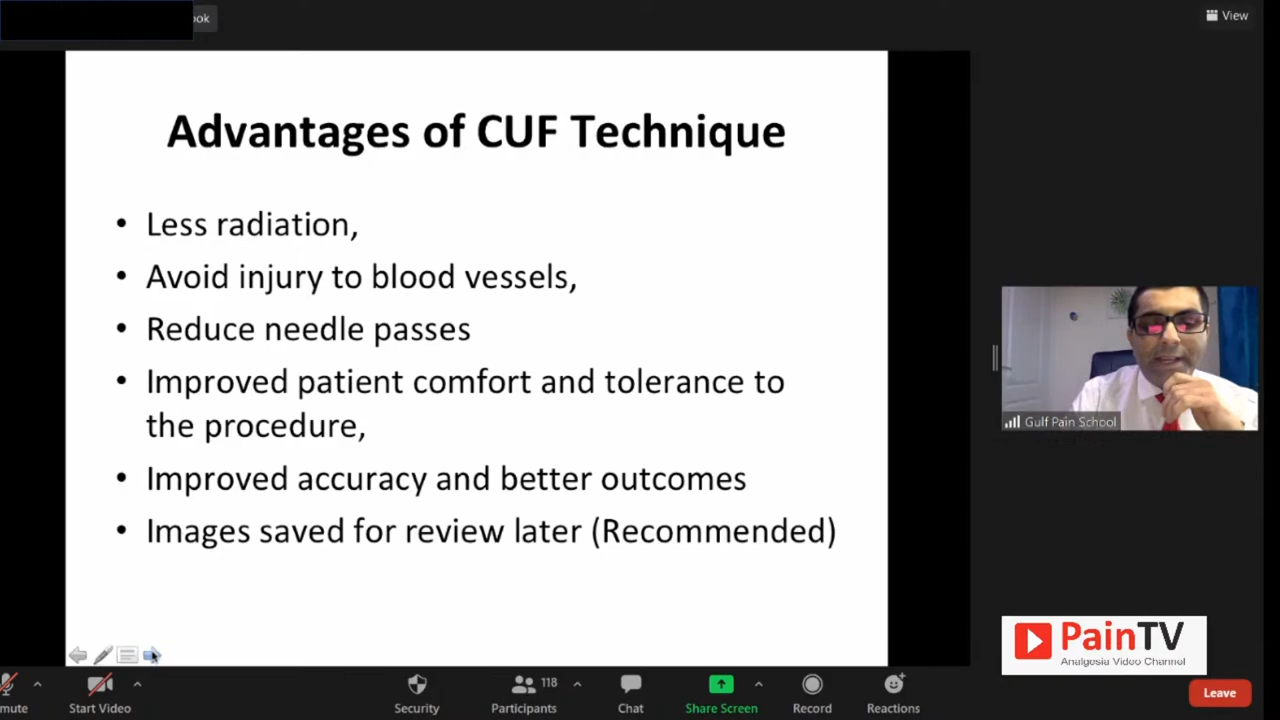 ook
View
Advantages of CUF Technique
• Less radiation,
• Avoid injury to blood vessels,
• Reduce needle passes
• Improved patient comfort and tolerance to
the procedure,
• Improved accuracy and better outcomes
• Images saved for review later (Recommended)
Gulf Pain School
PainTV
Analgesia Video Channel
mute
Start Video
Security
118
Participants
Chat
Share Screen
Record
Reactions
Leave